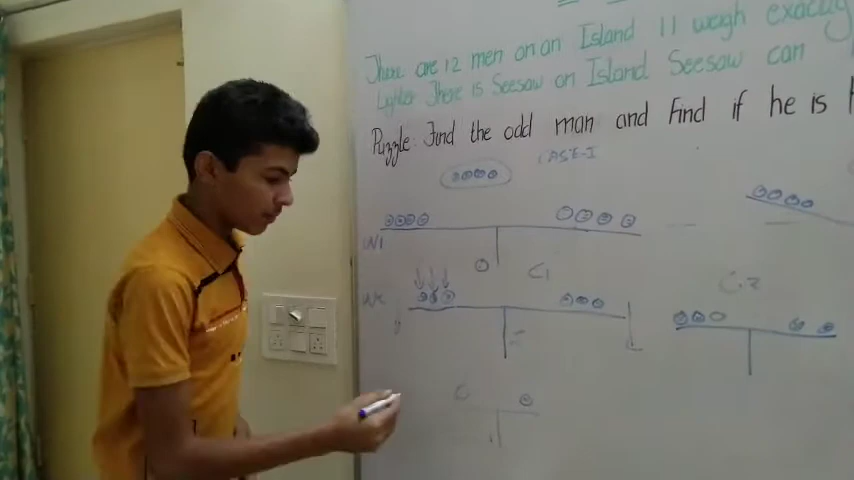 There are 12 men on an Island 11 weigh exactly
Lighter There is Seesaw on Island Seesaw can
Puzzle: Find the odd man and Find if he is
CASE-I
W1
C1
C2